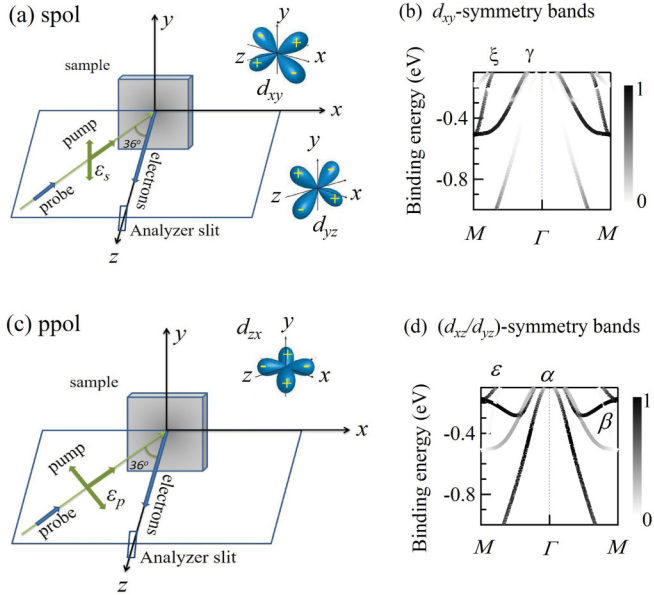 (a) spol
y
sample
x
pump
36°
ε_s
probe
electrons
Analyzer slit
z
y
z + - x
- +
d_xy
y
+ -
z x
- +
d_yz
(b) d_xy-symmetry bands
ξ γ
Binding energy (eV)
-0.4
-0.8
M Γ M
1
0
(c) ppol
y
sample
x
pump
36°
ε_p
probe
electrons
Analyzer slit
z
d_zx
y
+
z - - x
+
(d) (d_xz/d_yz)-symmetry bands
ε α
β
Binding energy (eV)
-0.4
-0.8
M Γ M
1
0